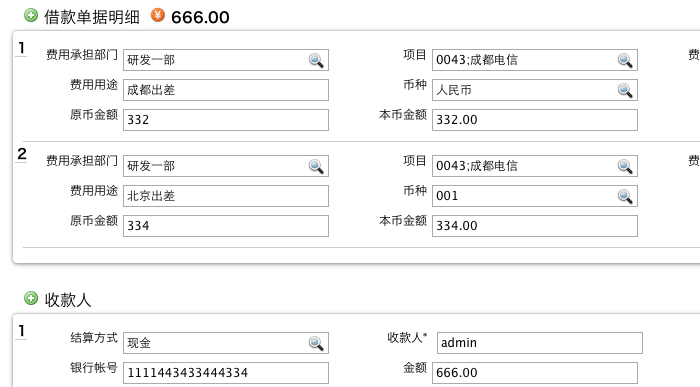 借款单据明细 ¥ 666.00
1 费用承担部门 研发一部 项目 0043;成都电信 费
费用用途 成都出差 币种 人民币
原币金额 332 本币金额 332.00
2 费用承担部门 研发一部 项目 0043;成都电信 费
费用用途 北京出差 币种 001
原币金额 334 本币金额 334.00
收款人
1 结算方式 现金 收款人* admin
银行帐号 1111443433444334 金额 666.00